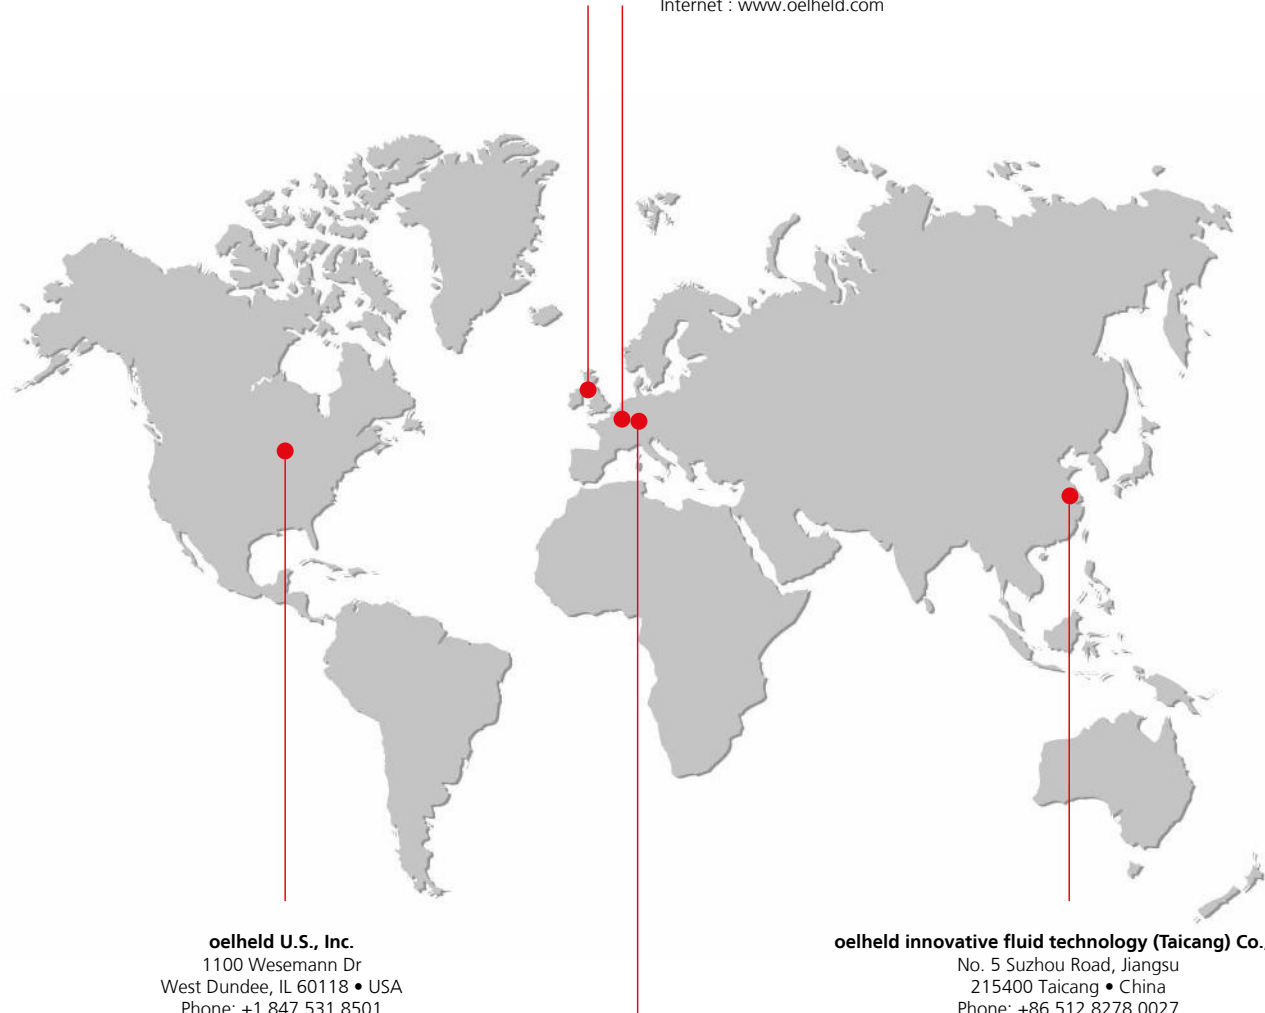 Internet : www.oelheld.com
oelheld U.S., Inc.
1100 Wesemann Dr
West Dundee, IL 60118 • USA
Phone: +1 847 531 8501
oelheld innovative fluid technology (Taicang) Co.,
No. 5 Suzhou Road, Jiangsu
215400 Taicang • China
Phone: +86 512 8278 0027